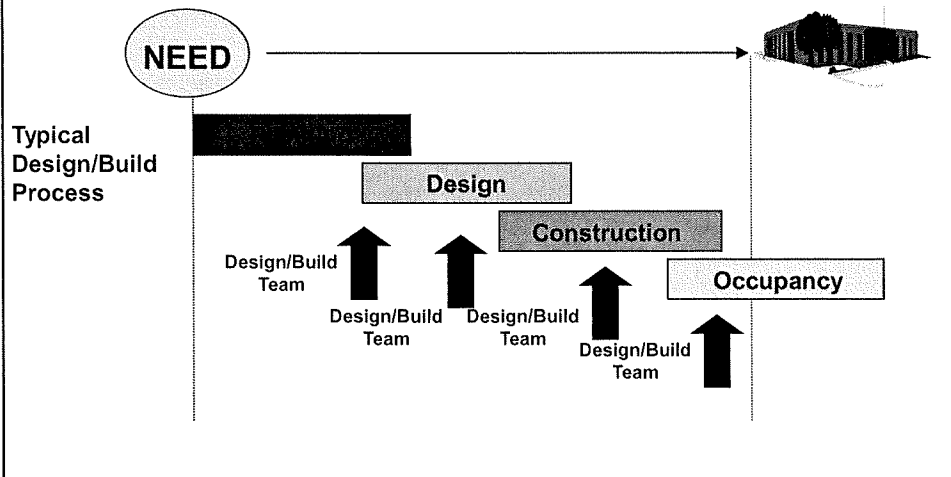 NEED
Typical
Design/Build
Process
Design
Construction
Occupancy
Design/Build
Team
Design/Build
Team
Design/Build
Team
Design/Build
Team